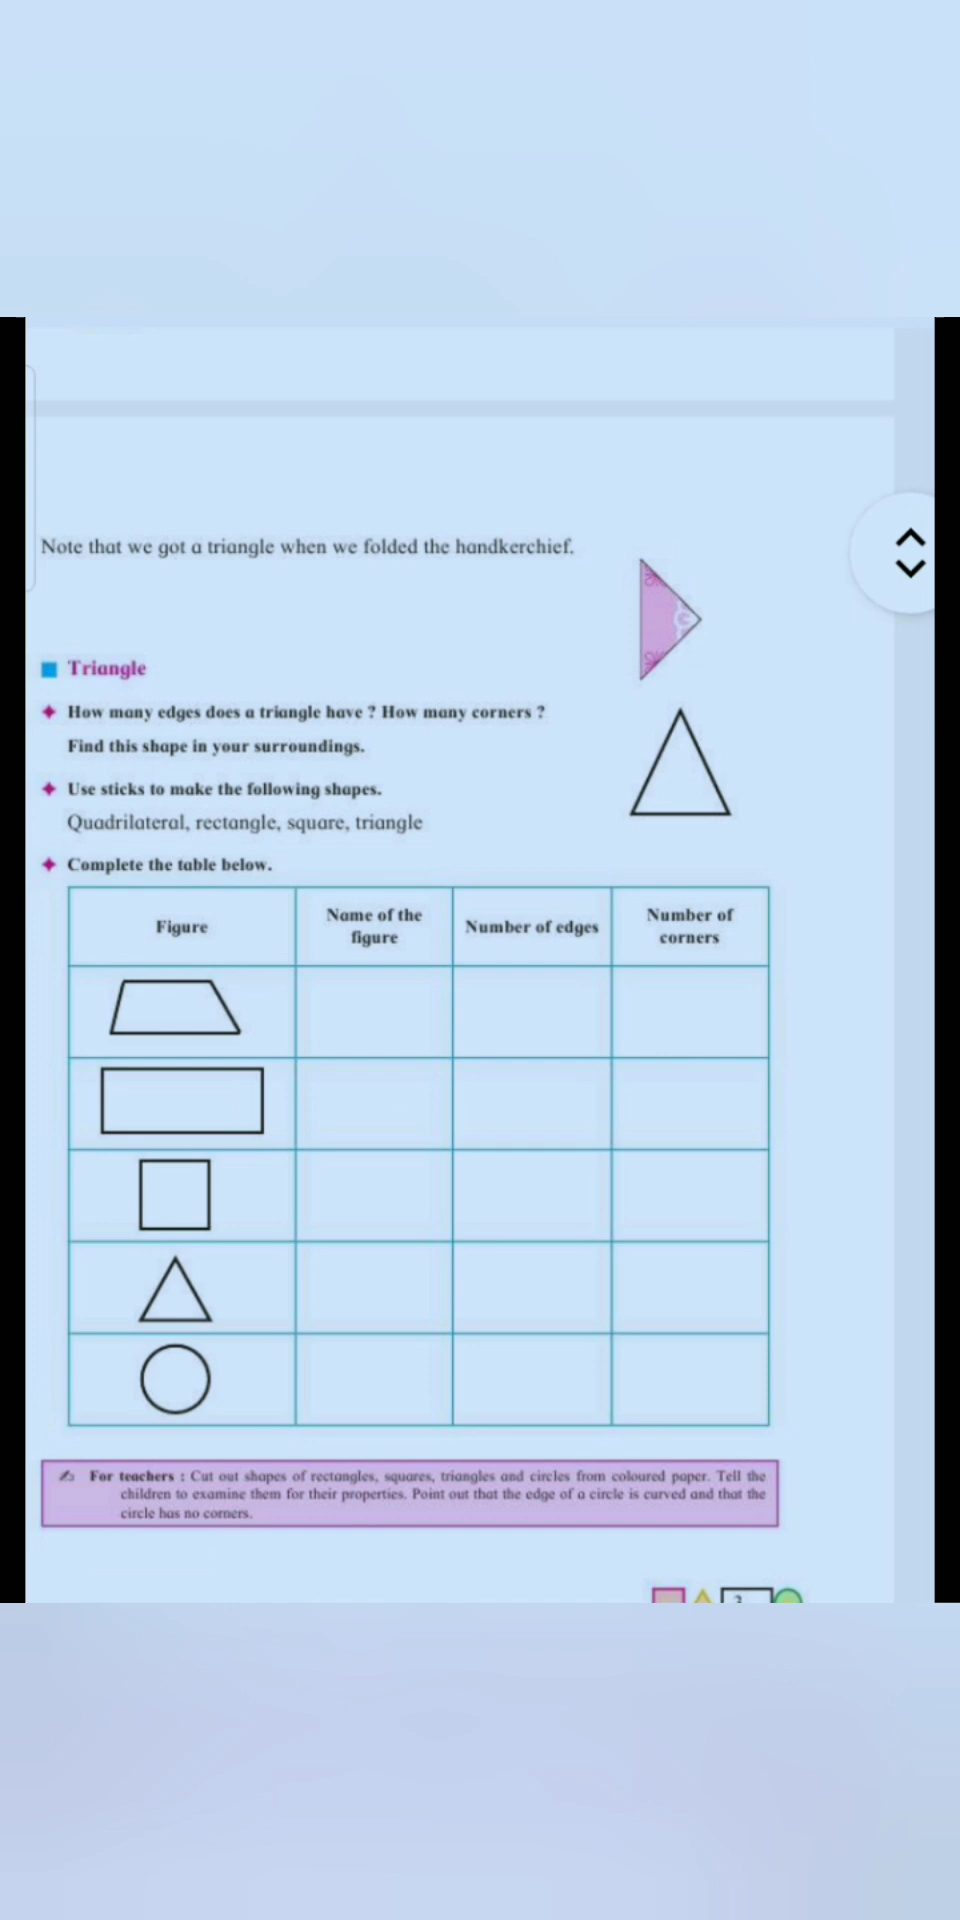 Note that we got a triangle when we folded the handkerchief.
Triangle
How many edges does a triangle have ? How many corners ?
Find this shape in your surroundings.
Use sticks to make the following shapes.
Quadrilateral, rectangle, square, triangle
Complete the table below.
Figure
Name of the
figure
Number of edges
Number of
corners
For teachers : Cut out shapes of rectangles, squares, triangles and circles from coloured paper. Tell the
children to examine them for their properties. Point out that the edge of a circle is curved and that the
circle has no corners.